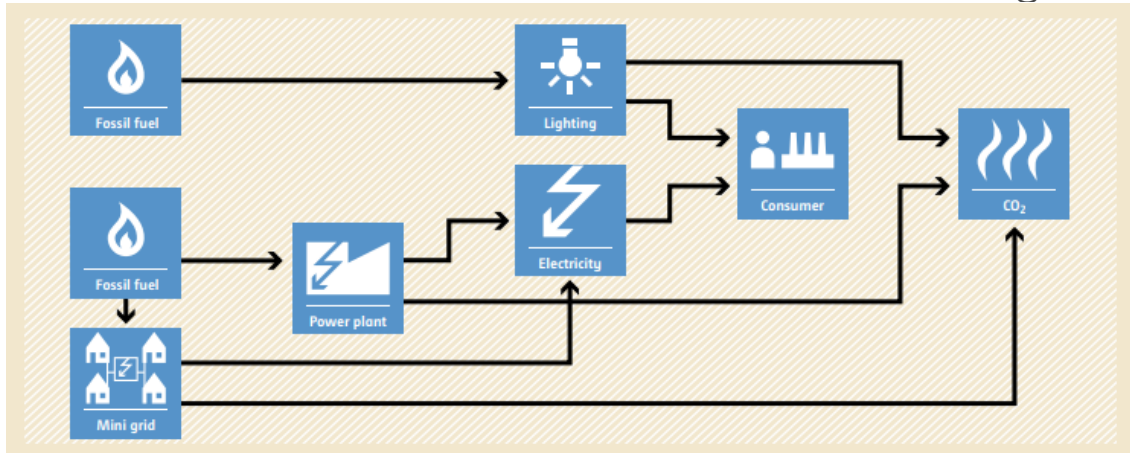 Fossil fuel
Lighting
Consumer
CO₂
Fossil fuel
Power plant
Electricity
Mini grid